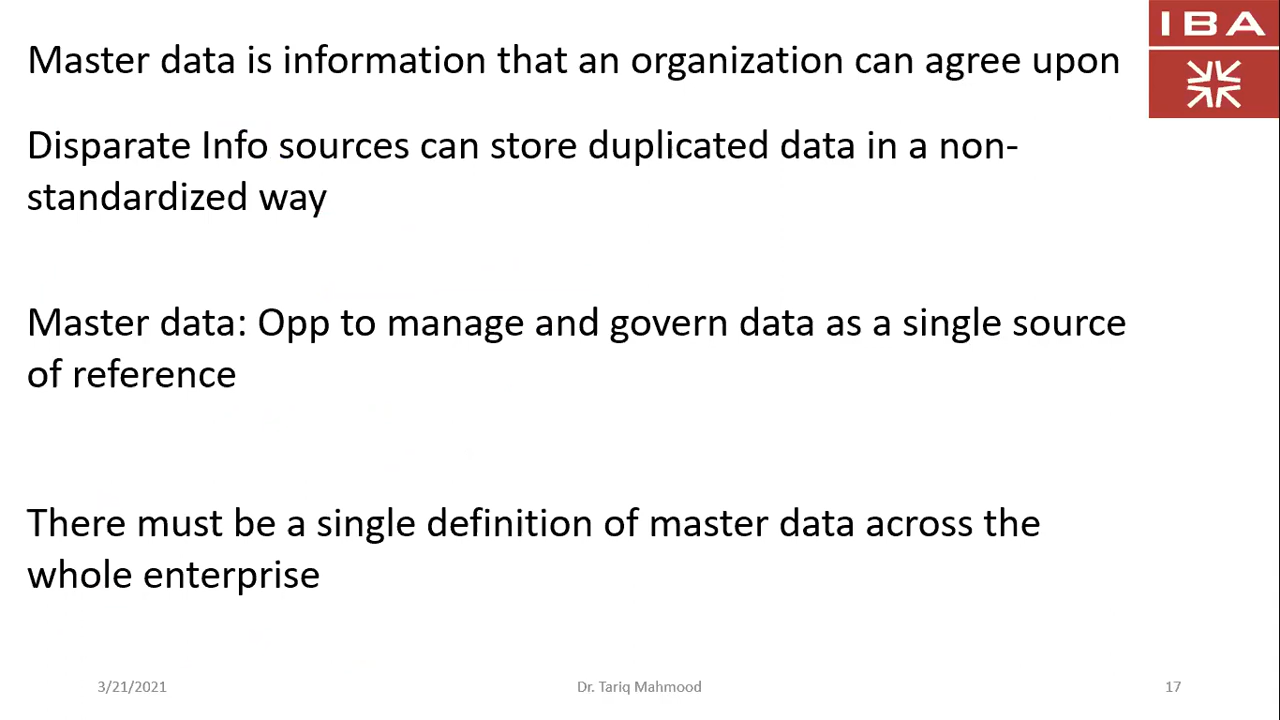 IBA
Master data is information that an organization can agree upon
Disparate Info sources can store duplicated data in a non-
standardized way
Master data: Opp to manage and govern data as a single source
of reference
There must be a single definition of master data across the
whole enterprise
3/21/2021
Dr. Tariq Mahmood
17